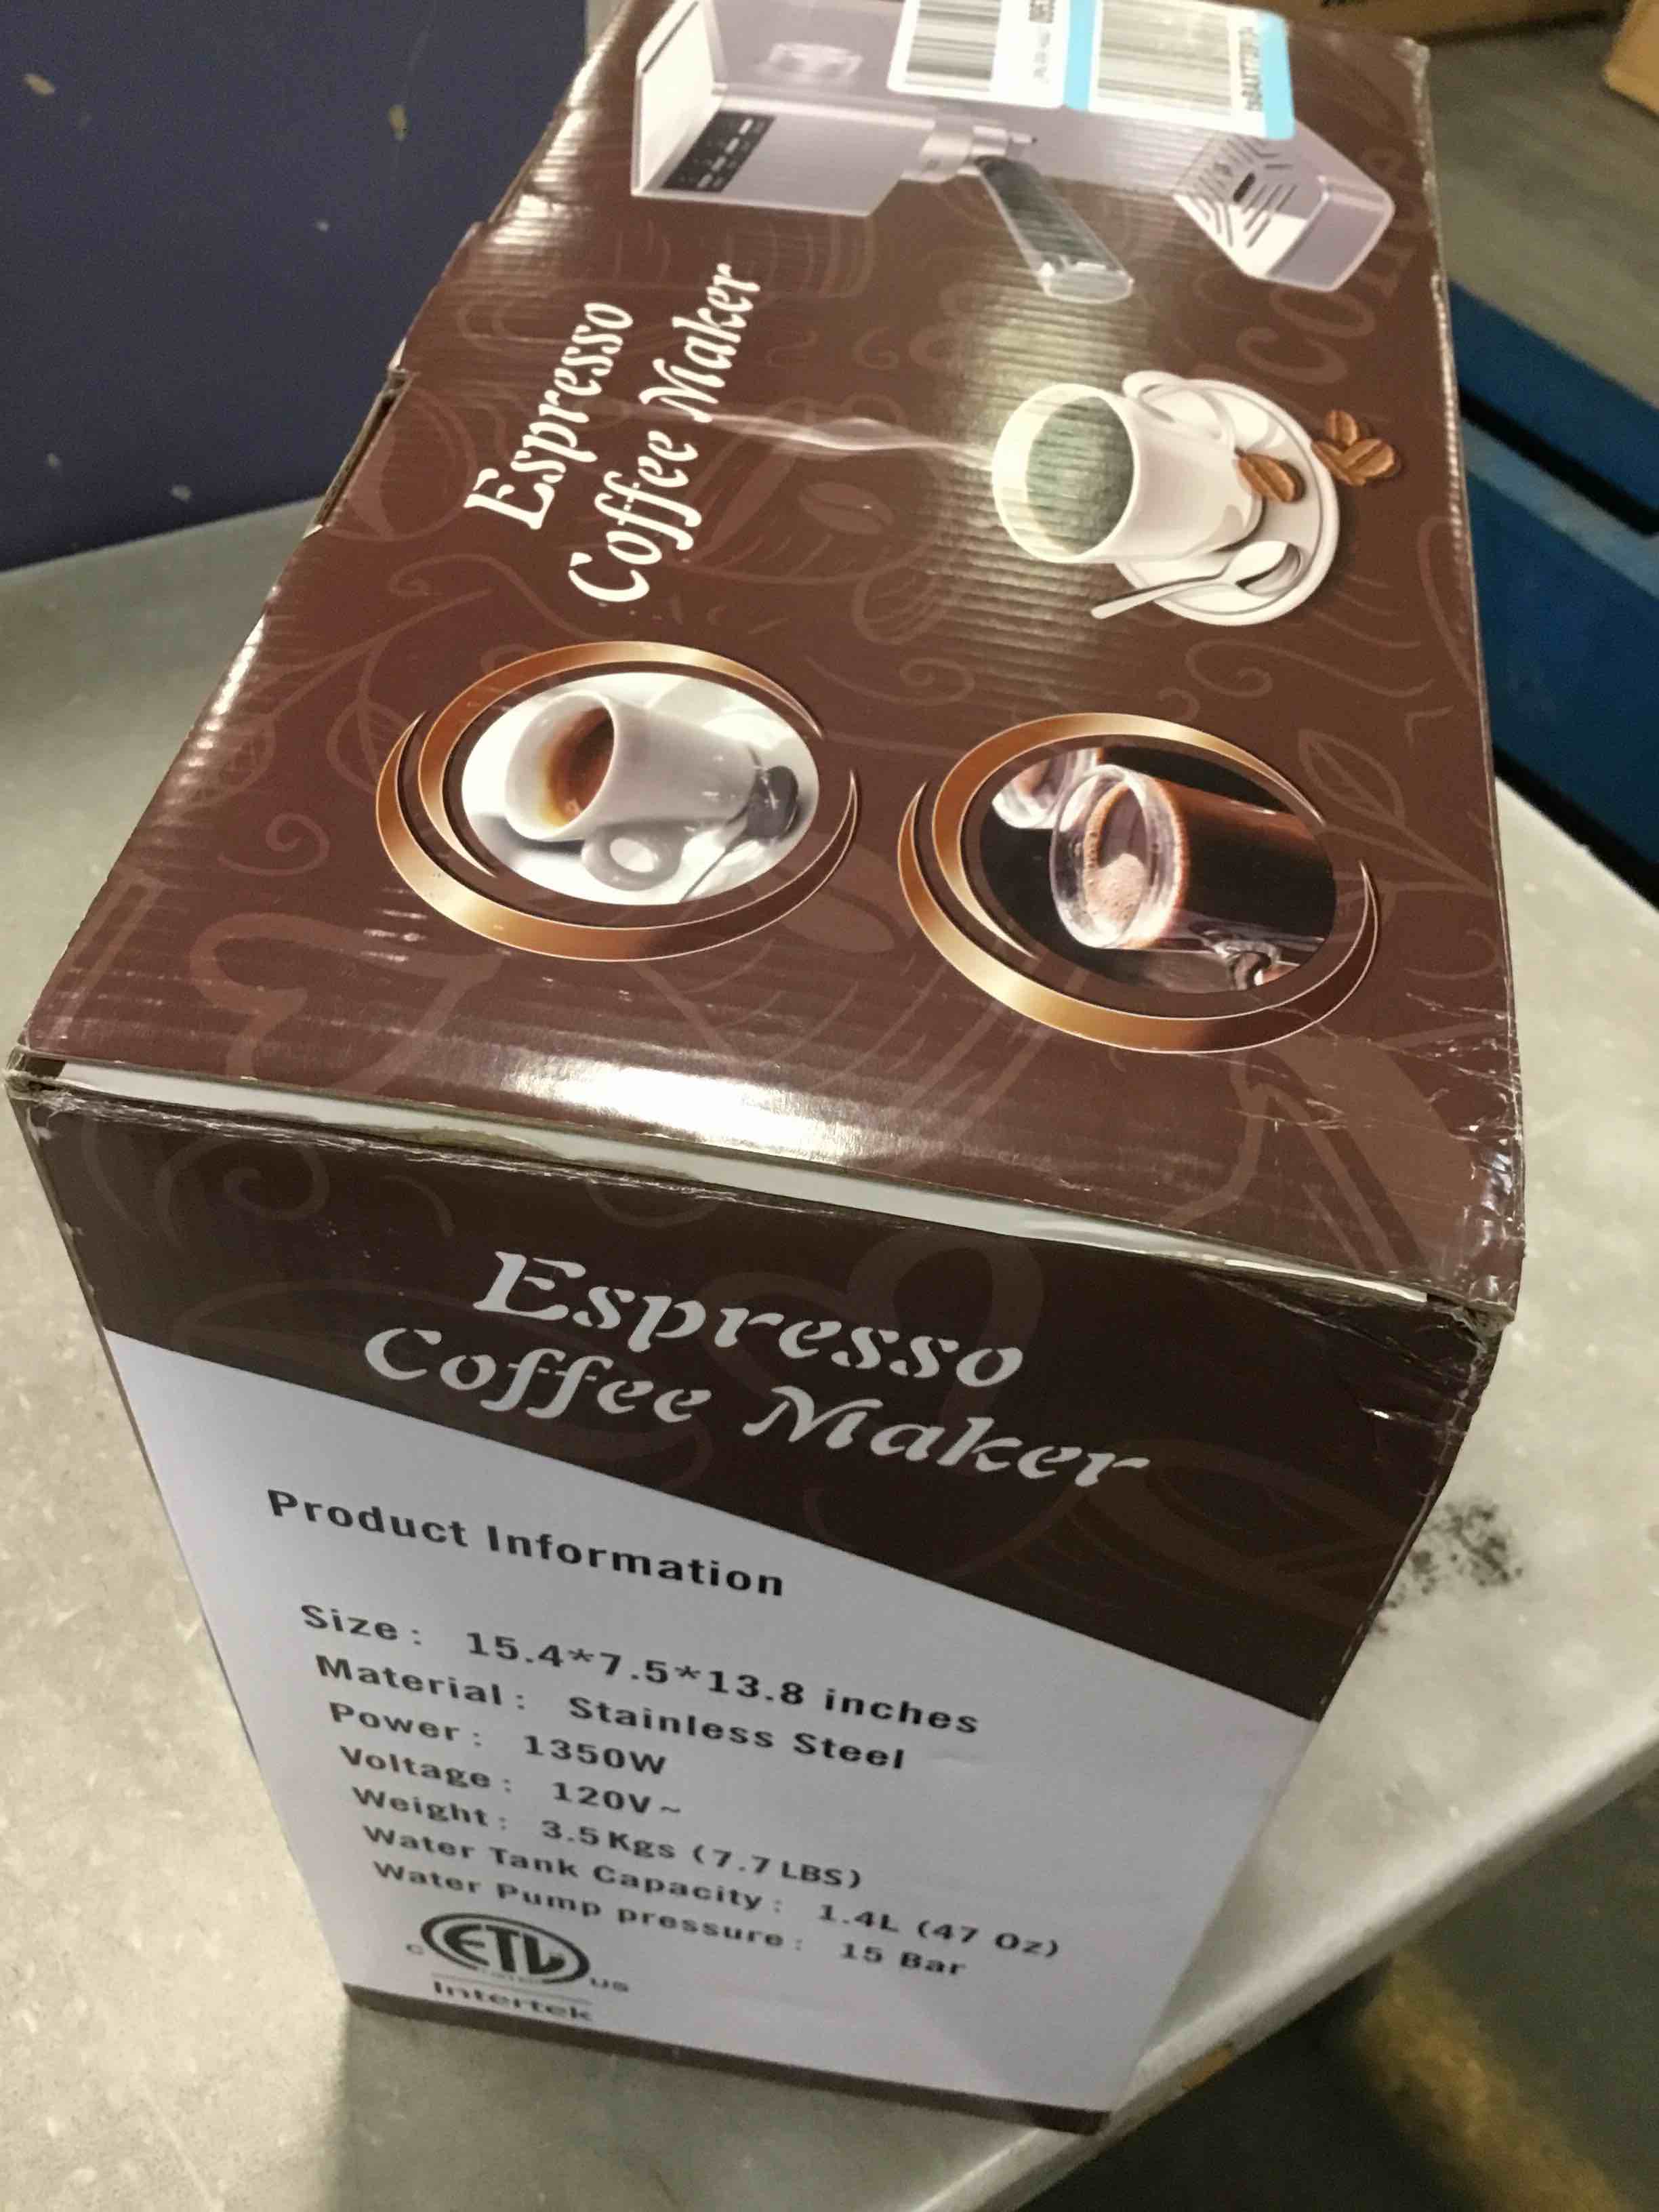 Espresso
Coffee Maker
Espresso
Coffee Maker
Product Information
Size: 15.4*7.5*13.8 inches
Material: Stainless Steel
Power: 1350W
Voltage: 120V~
Weight: 3.5Kgs (7.7LBS)
Water Tank Capacity: 1.4L (47 Oz)
Water Pump pressure: 15 Bar
C ETL US
Intertek